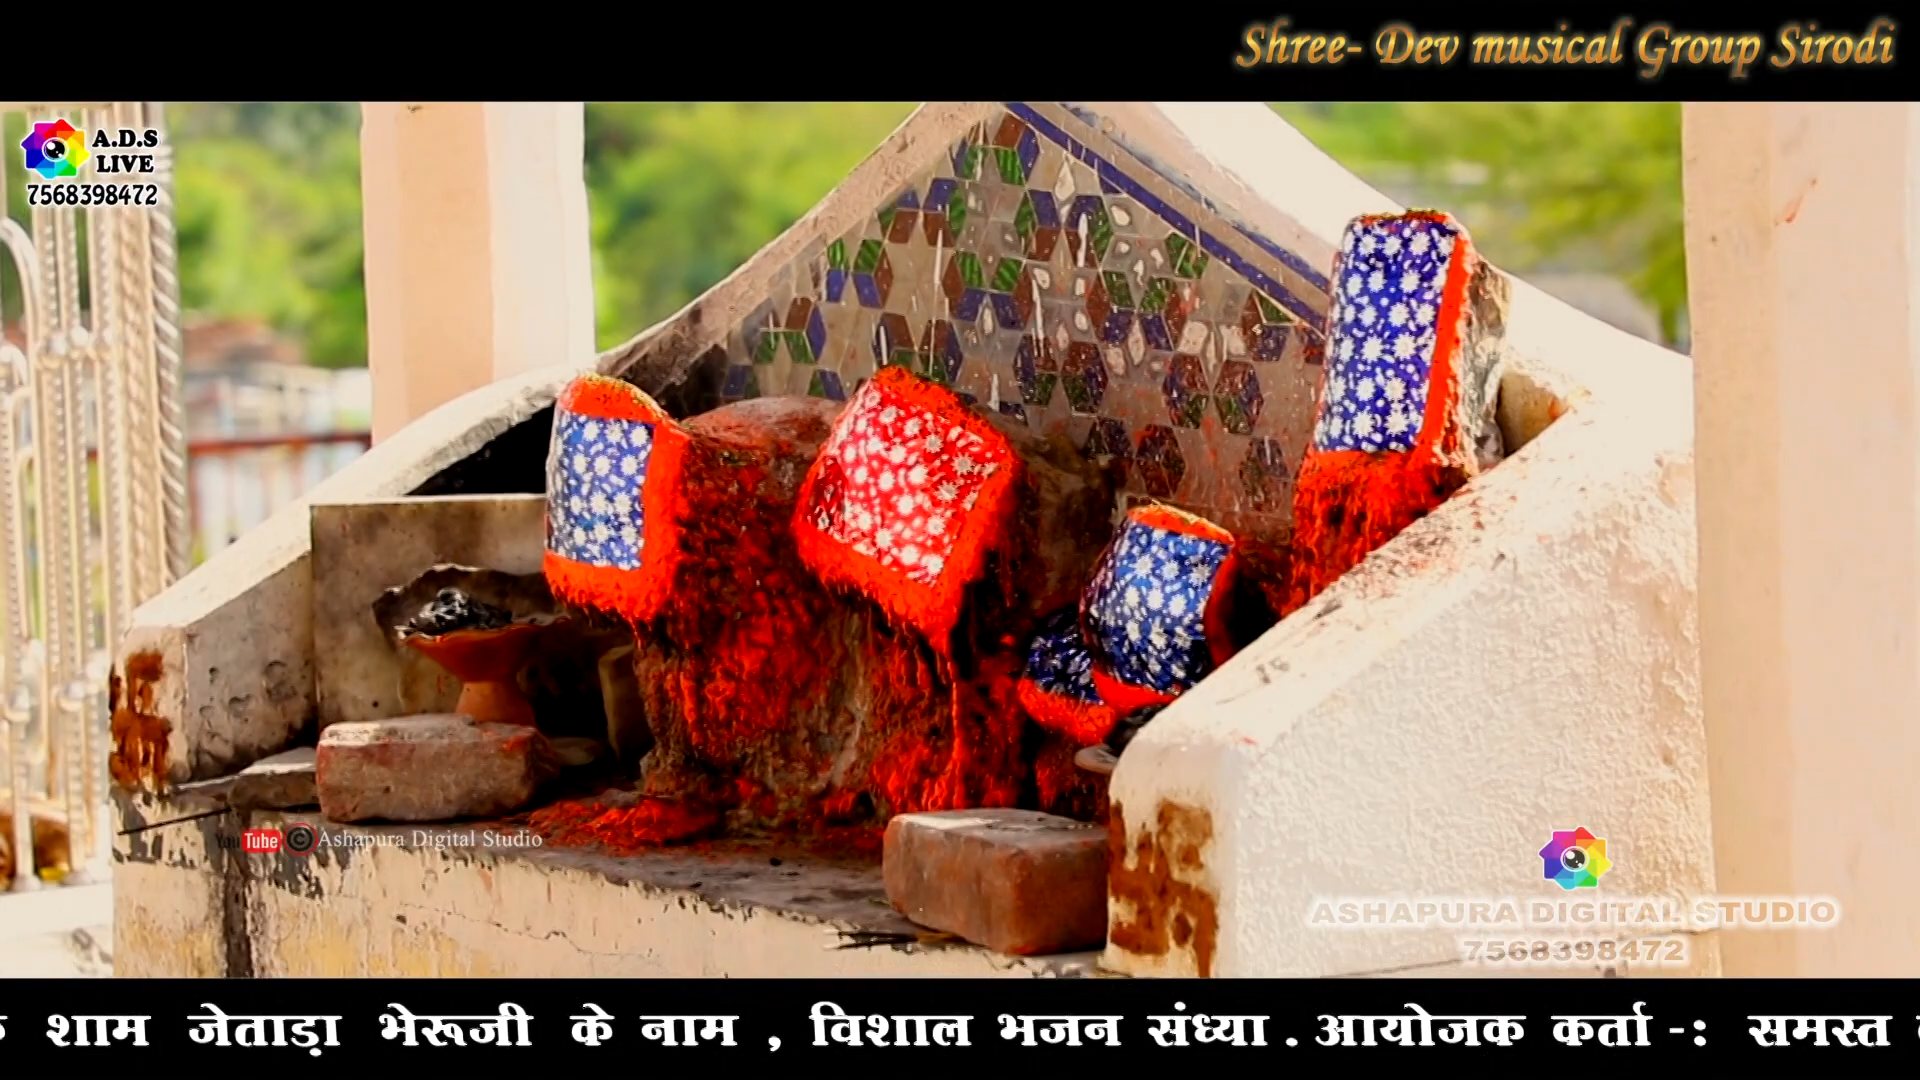 Shree- Dev musical Group Sirodi
A.D.S
LIVE
7568398472
YouTube © Ashapura Digital Studio
ASHAPURA DIGITAL STUDIO
7568398472
शाम जेताड़ा भेरूजी के नाम , विशाल भजन संध्या . आयोजक कर्ता -: समस्त